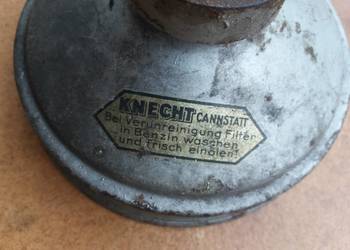 KNECHT CANNSTATT
Bei Verunreinigung Filter
in Benzin waschen
und frisch einölen!